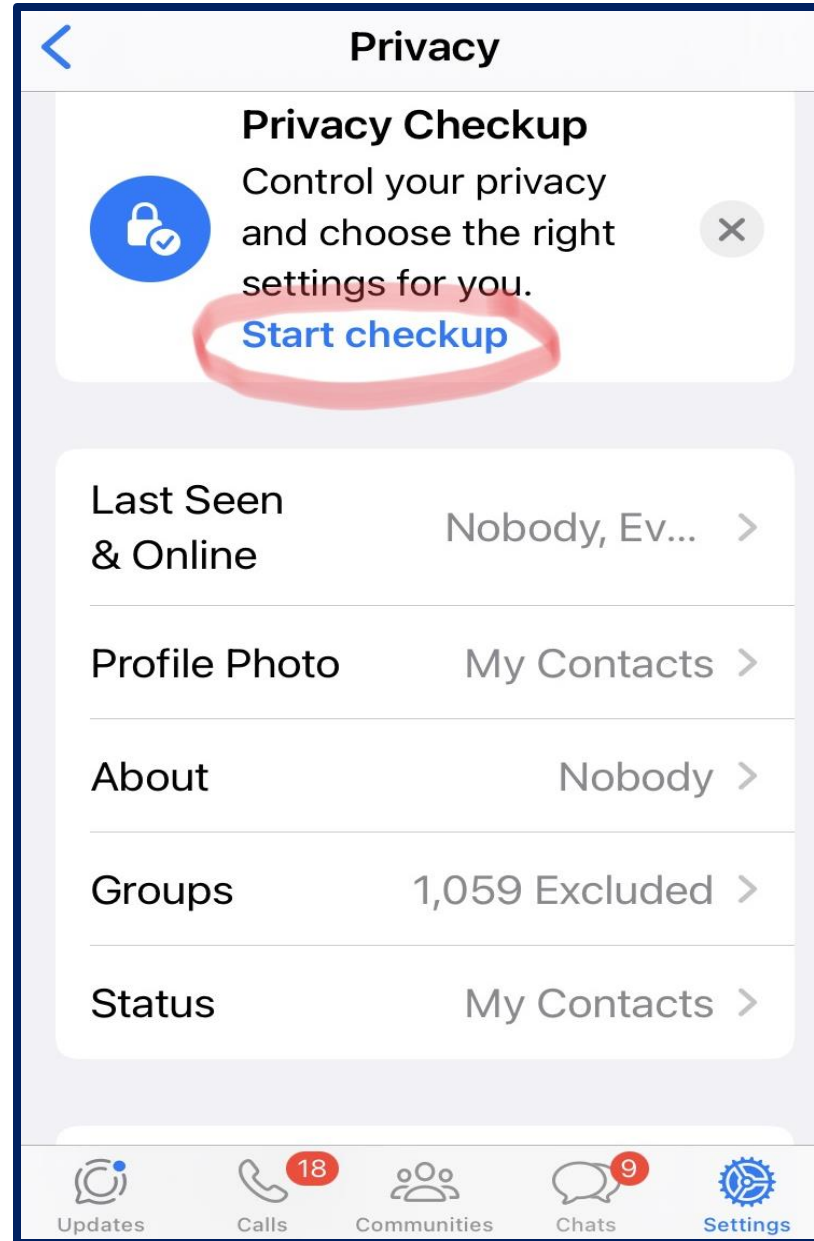 Privacy
Privacy Checkup
Control your privacy
and choose the right
settings for you.
Start checkup
Last Seen
& Online
Nobody, Ev...
Profile Photo
My Contacts
About
Nobody
Groups
1,059 Excluded
Status
My Contacts
18
9
Updates
Calls
Communities
Chats
Settings